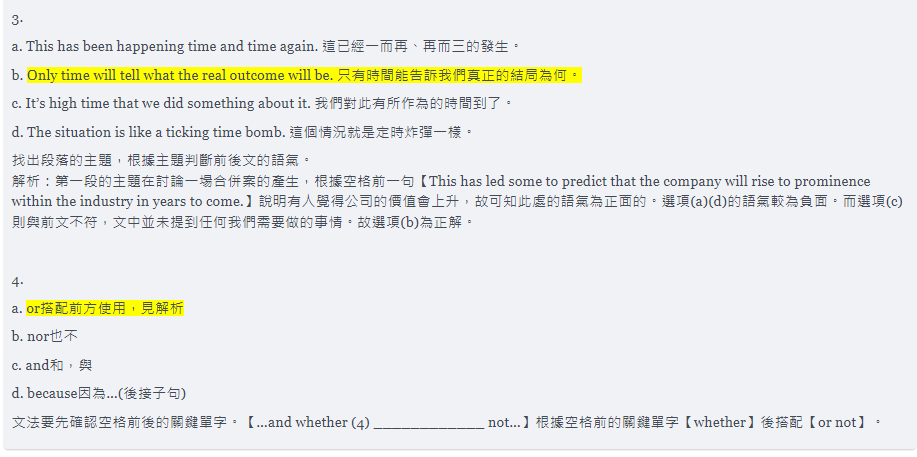 3.
a. This has been happening time and time again. 這已經一而再、再而三的發生。
b. Only time will tell what the real outcome will be. 只有時間能告訴我們真正的結局為何。
c. It’s high time that we did something about it. 我們對此有所作為的時間到了。
d. The situation is like a ticking time bomb. 這個情況就是定時炸彈一樣。
找出段落的主題，根據主題判斷前後文的語氣。
解析：第一段的主題在討論一場合併案的產生，根據空格前一句【This has led some to predict that the company will rise to prominence
within the industry in years to come.】說明有人覺得公司的價值會上升，故可知此處的語氣為正面的。選項(a)(d)的語氣較為負面。而選項(c)
則與前文不符，文中並未提到任何我們需要做的事情。故選項(b)為正解。
4.
a. or搭配前方使用，見解析
b. nor也不
c. and和，與
d. because因為...(後接子句)
文法要先確認空格前後的關鍵單字。【...and whether (4) ____________ not...】根據空格前的關鍵單字【whether】後搭配【or not】。